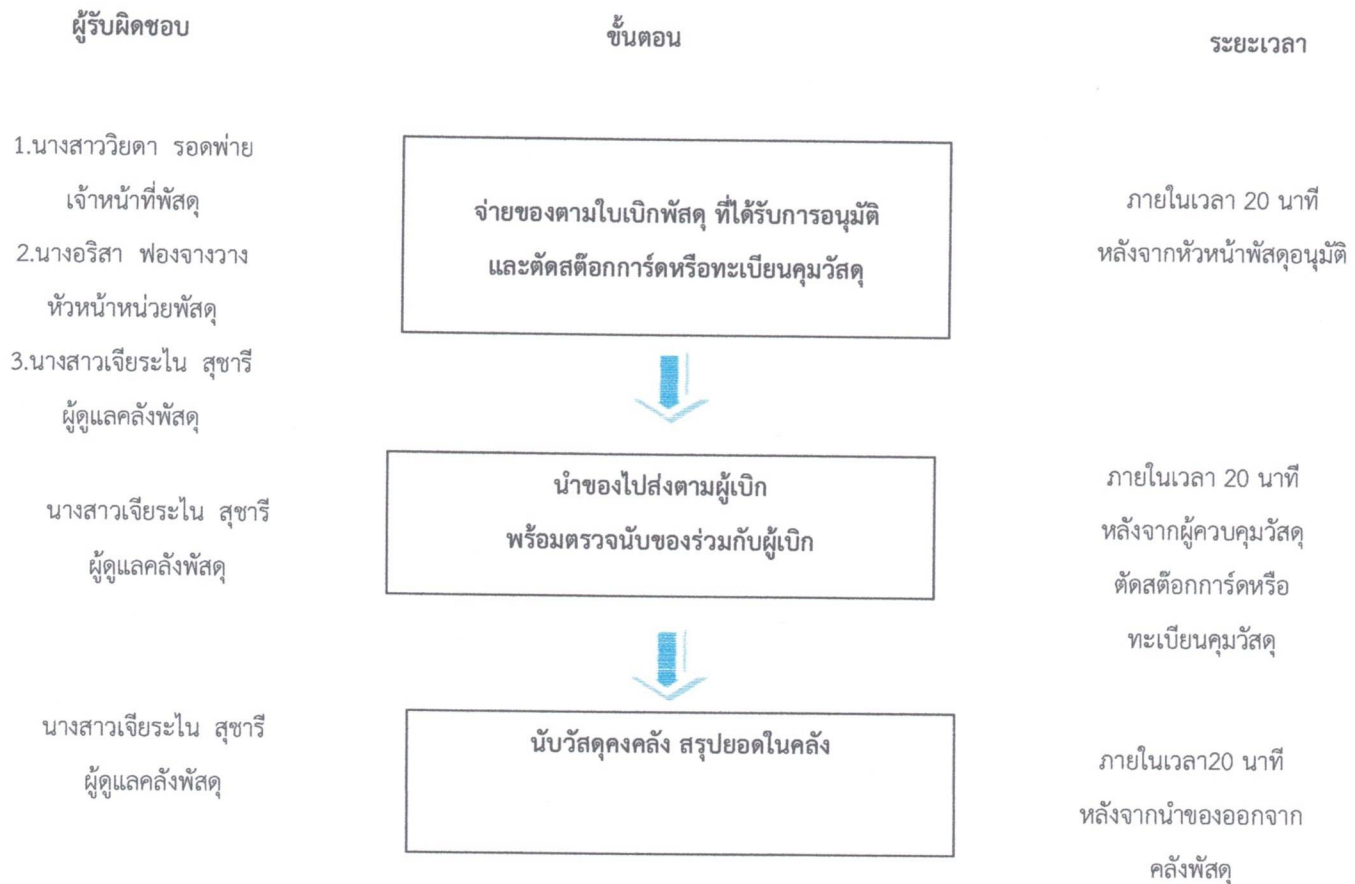 ผู้รับผิดชอบ
ขั้นตอน
ระยะเวลา
1.นางสาววิยดา รอดพ่าย
เจ้าหน้าที่พัสดุ
2.นางอริสา ฟองจางวาง
หัวหน้าหน่วยพัสดุ
3.นางสาวเจียระไน สุชารี
ผู้ดูแลคลังพัสดุ
จ่ายของตามใบเบิกพัสดุ ที่ได้รับการอนุมัติ
และตัดสต๊อกการ์ดหรือทะเบียนคุมวัสดุ
ภายในเวลา 20 นาที
หลังจากหัวหน้าพัสดุอนุมัติ
นางสาวเจียระไน สุชารี
ผู้ดูแลคลังพัสดุ
นำของไปส่งตามผู้เบิก
พร้อมตรวจนับของร่วมกับผู้เบิก
ภายในเวลา 20 นาที
หลังจากผู้ควบคุมวัสดุ
ตัดสต๊อกการ์ดหรือ
ทะเบียนคุมวัสดุ
นางสาวเจียระไน สุชารี
ผู้ดูแลคลังพัสดุ
นับวัสดุคงคลัง สรุปยอดในคลัง
ภายในเวลา20 นาที
หลังจากนำของออกจาก
คลังพัสดุ